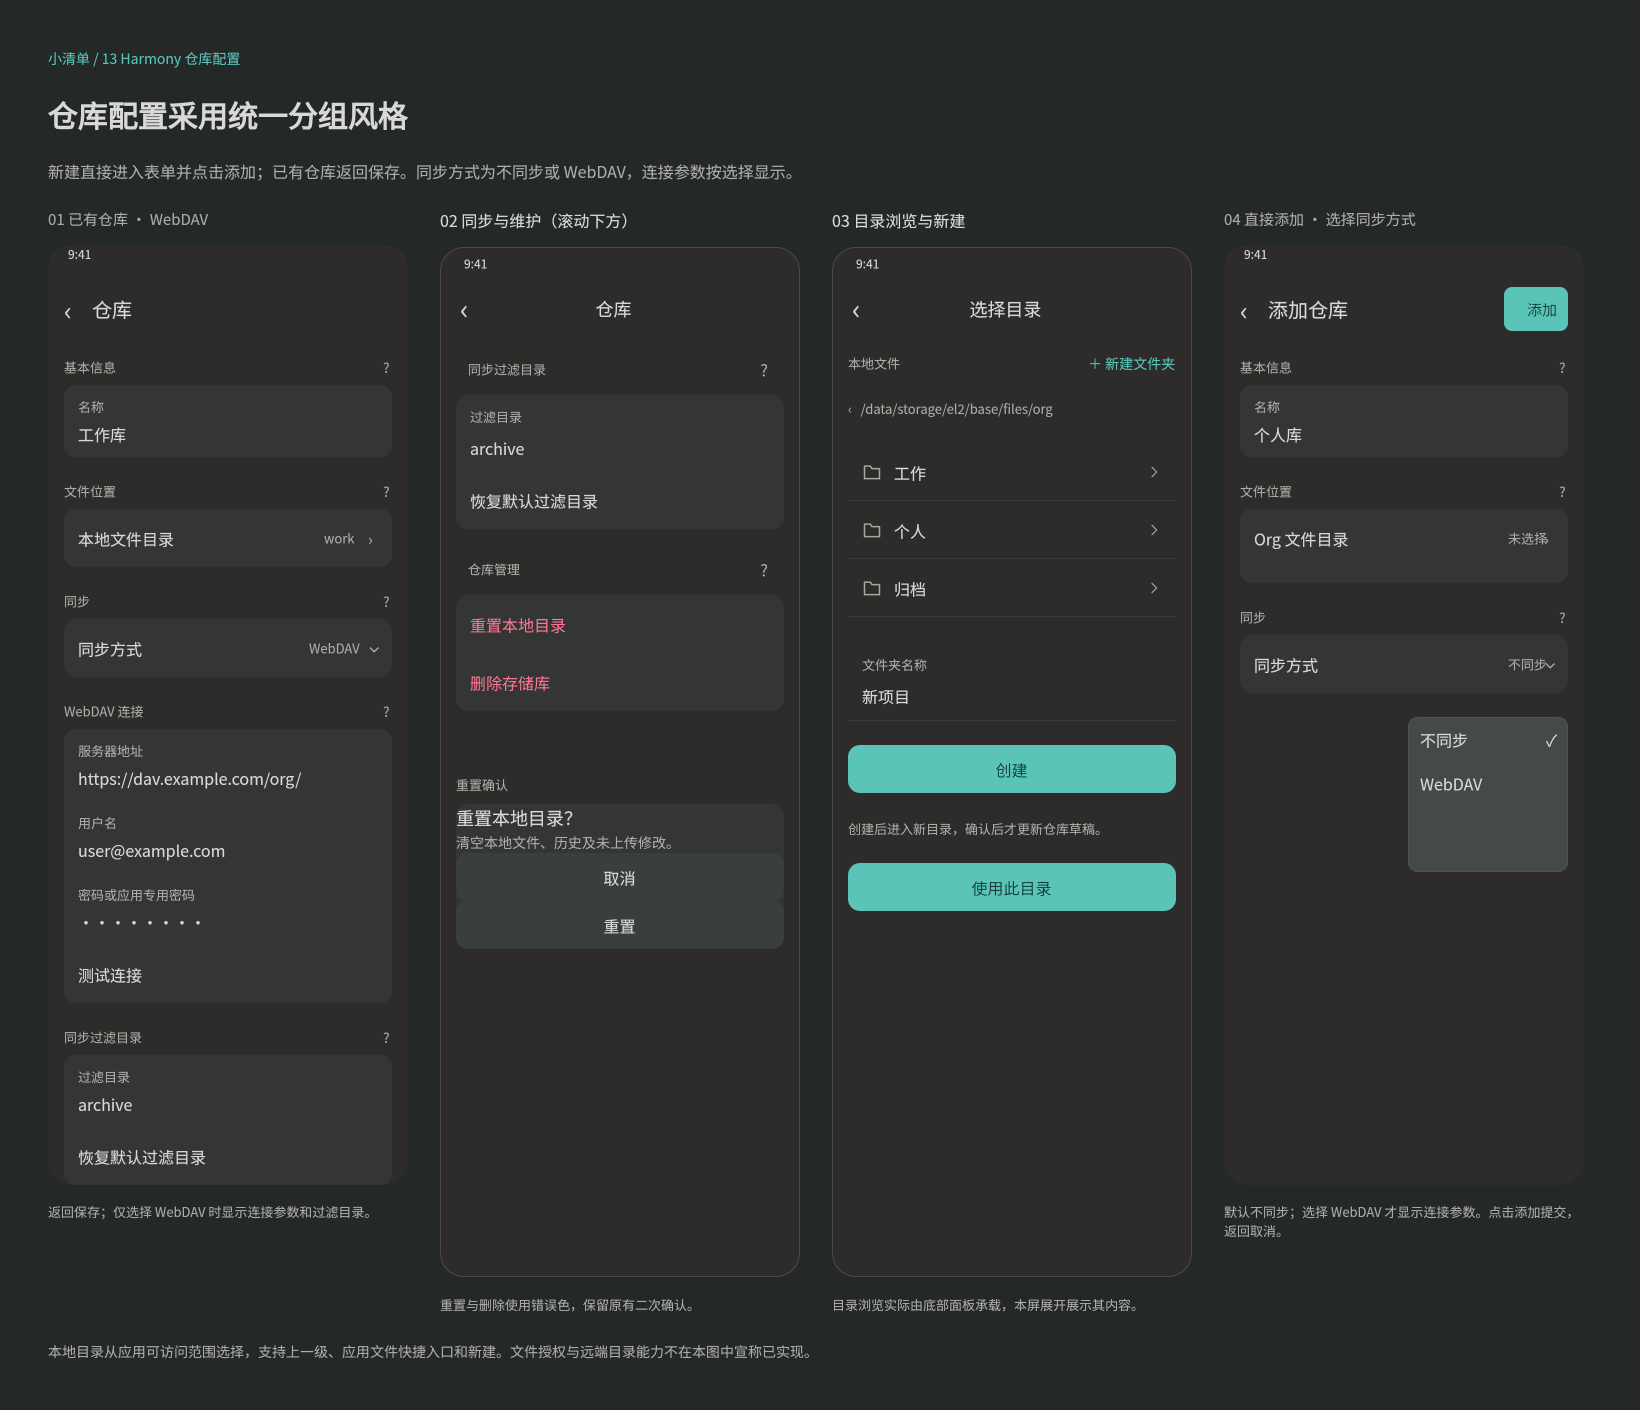 小清单 / 13 Harmony 仓库配置
仓库配置采用统一分组风格
新建直接进入表单并点击添加；已有仓库返回保存。同步方式为不同步或 WebDAV，连接参数按选择显示。
01 已有仓库 · WebDAV
9:41
‹ 仓库
基本信息 ?
名称
工作库
文件位置 ?
本地文件目录 work ›
同步 ?
同步方式 WebDAV
WebDAV 连接 ?
服务器地址
https://dav.example.com/org/
用户名
user@example.com
密码或应用专用密码
········
测试连接
同步过滤目录 ?
过滤目录
archive
恢复默认过滤目录
返回保存；仅选择 WebDAV 时显示连接参数和过滤目录。
02 同步与维护（滚动下方）
9:41
‹ 仓库
同步过滤目录 ?
过滤目录
archive
恢复默认过滤目录
仓库管理 ?
重置本地目录
删除存储库
重置确认
重置本地目录？
清空本地文件、历史及未上传修改。
取消
重置
重置与删除使用错误色，保留原有二次确认。
03 目录浏览与新建
9:41
‹ 选择目录
本地文件 ＋ 新建文件夹
‹ /data/storage/el2/base/files/org
工作
个人
归档
文件夹名称
新项目
创建
创建后进入新目录，确认后才更新仓库草稿。
使用此目录
目录浏览实际由底部面板承载，本屏展开展示其内容。
04 直接添加 · 选择同步方式
9:41
‹ 添加仓库 添加
基本信息 ?
名称
个人库
文件位置 ?
Org 文件目录 未选择 ›
同步 ?
同步方式 不同步
不同步 ✓
WebDAV
默认不同步；选择 WebDAV 才显示连接参数。点击添加提交，
返回取消。
本地目录从应用可访问范围选择，支持上一级、应用文件快捷入口和新建。文件授权与远端目录能力不在本图中宣称已实现。